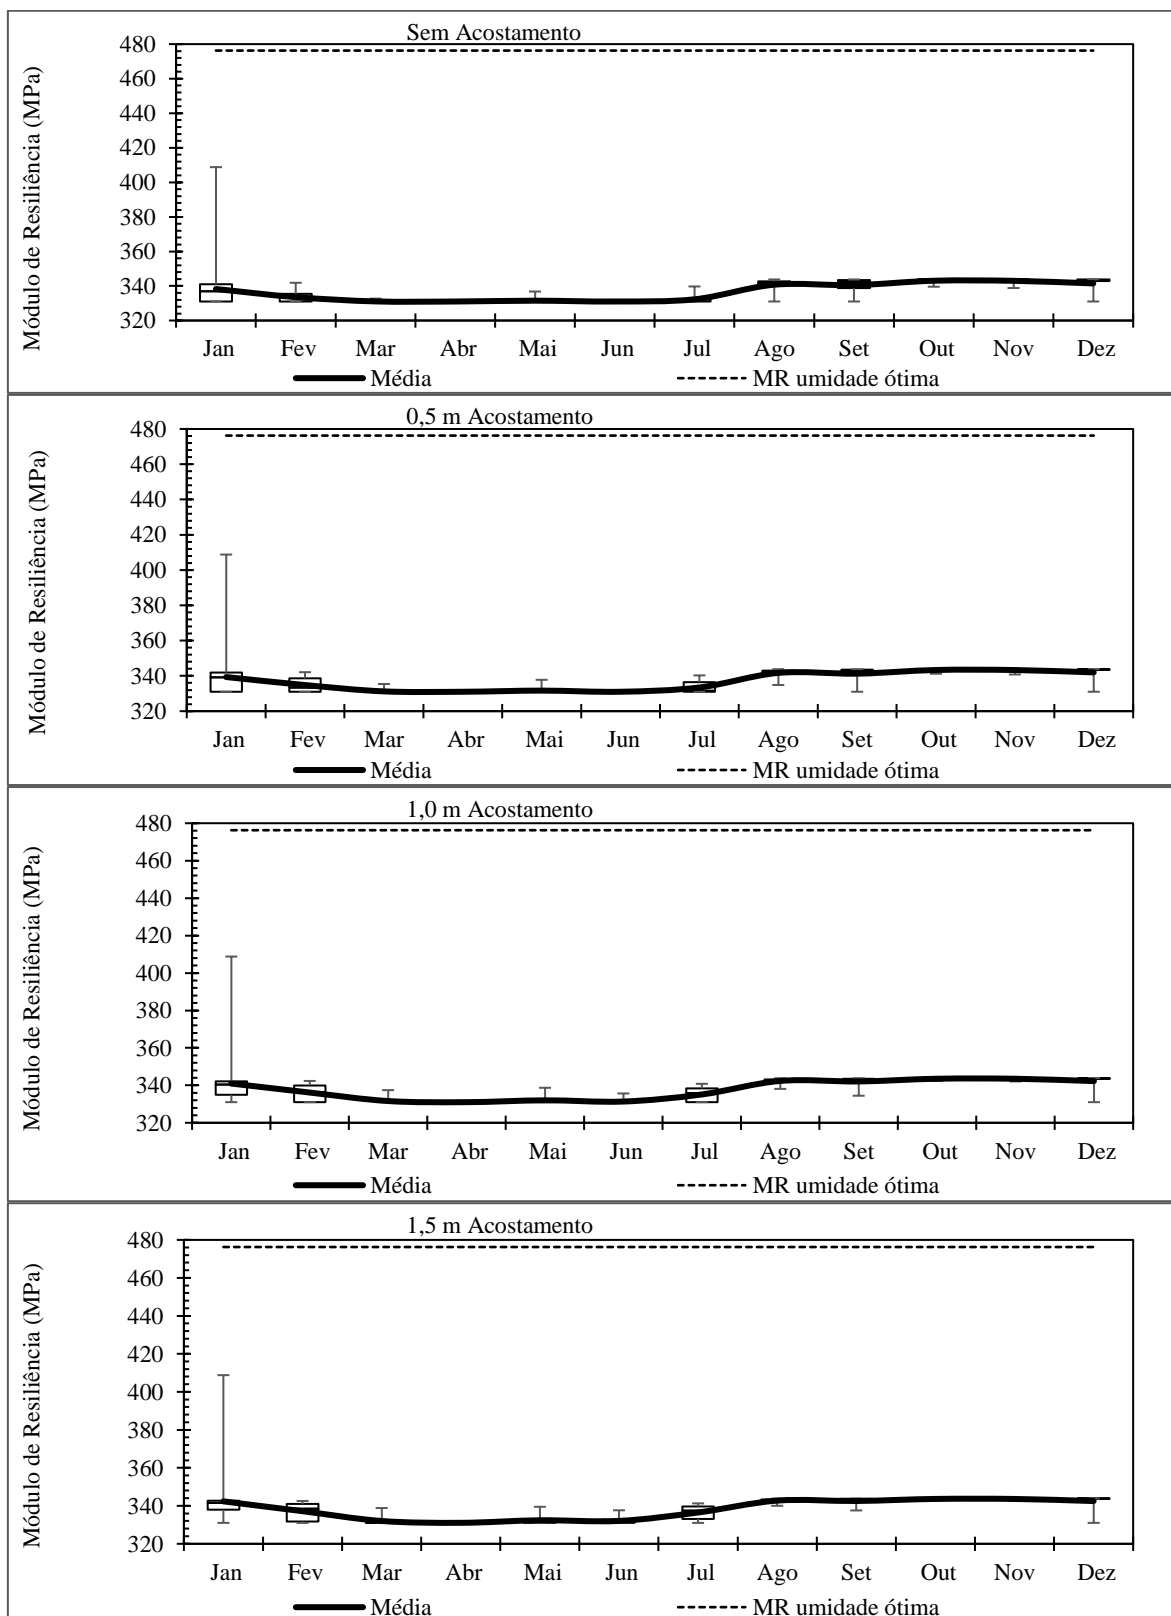 Sem Acostamento
Módulo de Resiliência (MPa)
480
460
440
420
400
380
360
340
320
Jan Fev Mar Abr Mai Jun Jul Ago Set Out Nov Dez
Média MR umidade ótima
0,5 m Acostamento
Módulo de Resiliência (MPa)
480
460
440
420
400
380
360
340
320
Jan Fev Mar Abr Mai Jun Jul Ago Set Out Nov Dez
Média MR umidade ótima
1,0 m Acostamento
Módulo de Resiliência (MPa)
480
460
440
420
400
380
360
340
320
Jan Fev Mar Abr Mai Jun Jul Ago Set Out Nov Dez
Média MR umidade ótima
1,5 m Acostamento
Módulo de Resiliência (MPa)
480
460
440
420
400
380
360
340
320
Jan Fev Mar Abr Mai Jun Jul Ago Set Out Nov Dez
Média MR umidade ótima